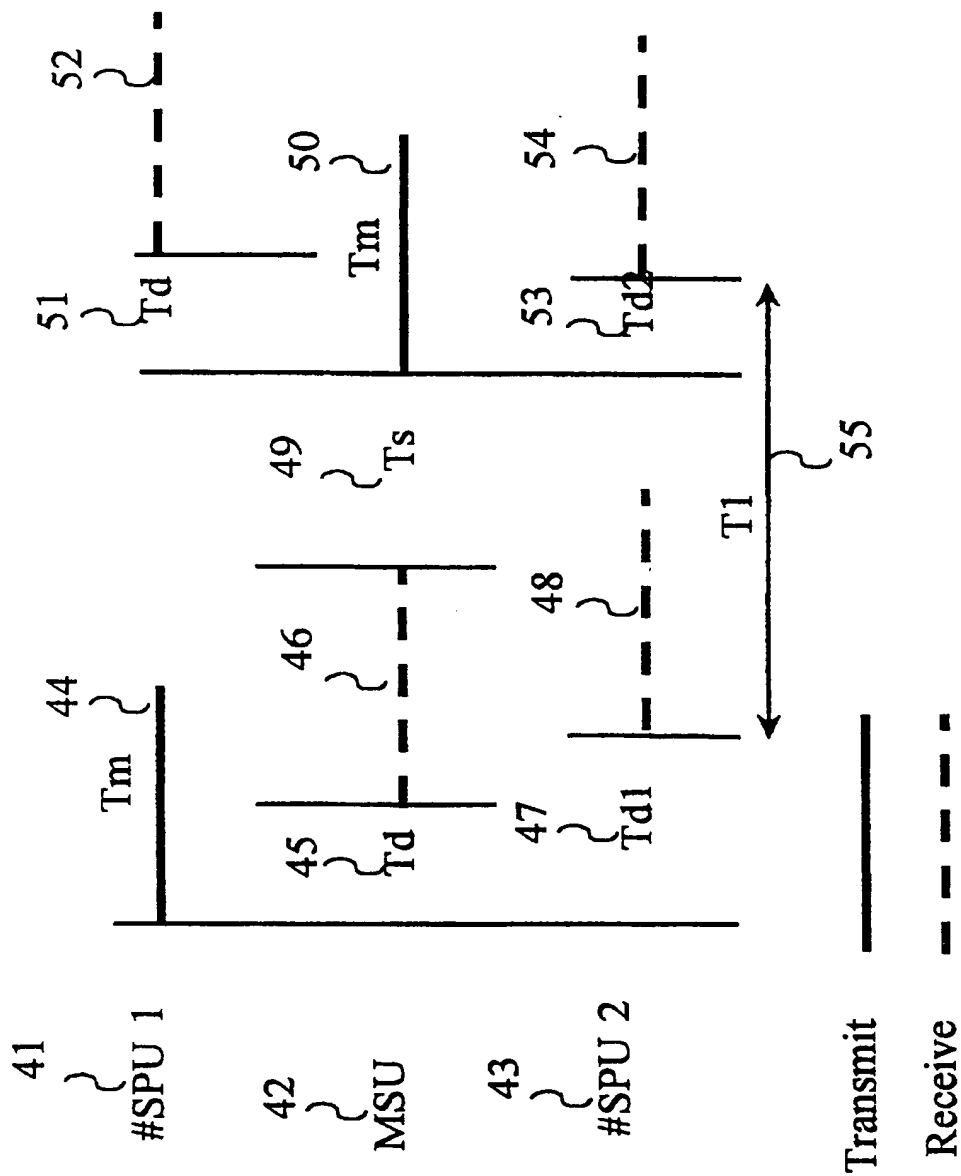 41
#SPU 1
Tm
44
51
Td
52
42
MSU
45
Td
46
49
Ts
Tm
50
43
#SPU 2
47
Td1
48
53
Td2
54
T1
55
Transmit
Receive